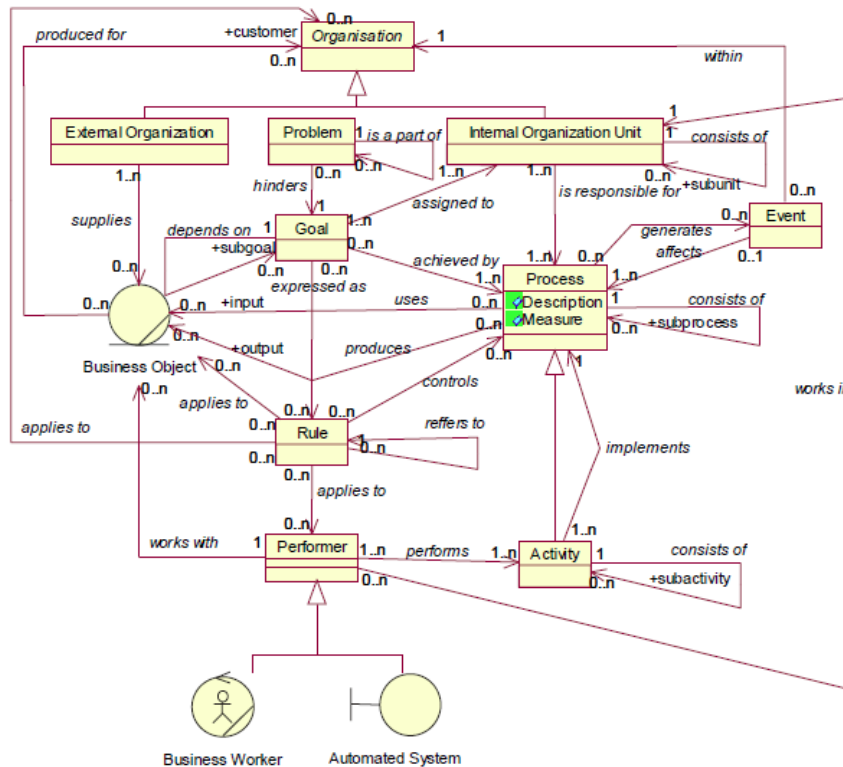 0..n
produced for
+customer
Organisation
1
0..n
within
External Organization
Problem
1
is a part of
Internal Organization Unit
1
1
consists of
1..n
0..n
0..n
1..n
1..n
0..n
+subunit
hinders
is responsible for
assigned to
0..n
supplies
depends on
1
1
Goal
1..n
0..n
generates
Event
+subgoal
0..n
affects
0..n
0..n
0..n
expressed as
achieved by
1..n
1..n
0..n
1..n
0..1
Process
0..n
0..n
+input
uses
0..n
Description
1
consists of
0..n
Measure
0..n
+subprocess
0..n
+output
produces
0..n
Business Object
0..n
controls
works in
0..n
applies to
0..n
0..n
1
applies to
0..n
Rule
1
reffers to
0..n
0..n
implements
0..n
applies to
0..n
1..n
works with
1
Performer
1..n
performs
1..n
Activity
1
consists of
0..n
0..n
+subactivity
Business Worker
Automated System